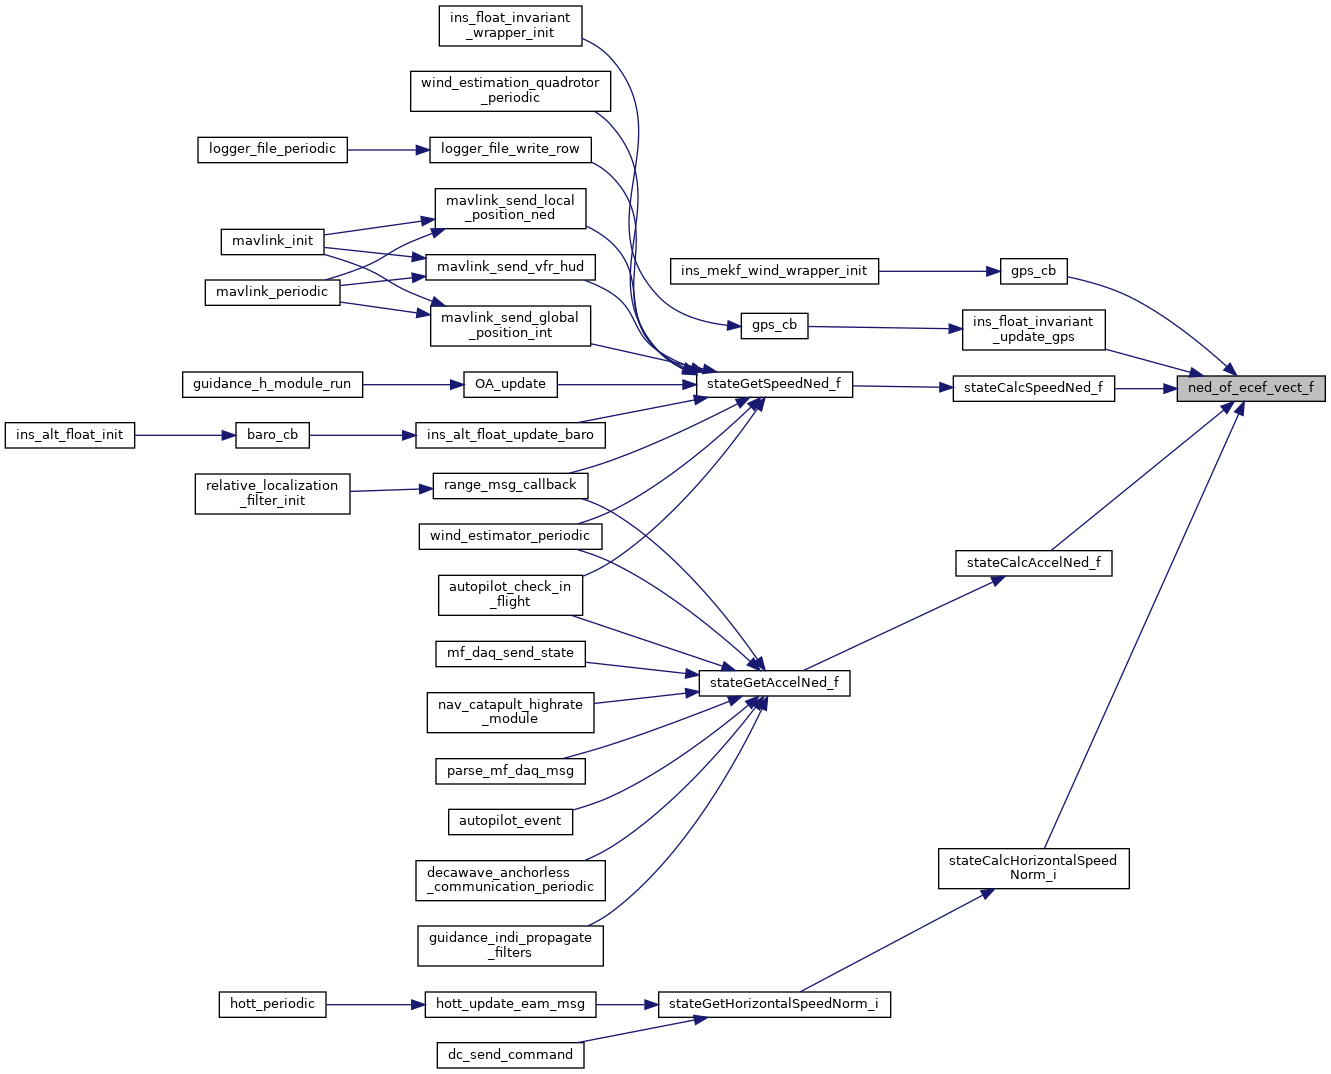 ins_float_invariant
_wrapper_init
wind_estimation_quadrotor
_periodic
logger_file_periodic
logger_file_write_row
mavlink_send_local
_position_ned
mavlink_init
mavlink_send_vfr_hud
ins_mekf_wind_wrapper_init
gps_cb
mavlink_periodic
mavlink_send_global
_position_int
gps_cb
ins_float_invariant
_update_gps
guidance_h_module_run
OA_update
stateGetSpeedNed_f
stateCalcSpeedNed_f
ned_of_ecef_vect_f
ins_alt_float_init
baro_cb
ins_alt_float_update_baro
relative_localization
_filter_init
range_msg_callback
wind_estimator_periodic
stateCalcAccelNed_f
autopilot_check_in
_flight
mf_daq_send_state
stateGetAccelNed_f
nav_catapult_highrate
_module
parse_mf_daq_msg
autopilot_event
stateCalcHorizontalSpeed
Norm_i
decawave_anchorless
_communication_periodic
guidance_indi_propagate
_filters
hott_periodic
hott_update_eam_msg
stateGetHorizontalSpeedNorm_i
dc_send_command